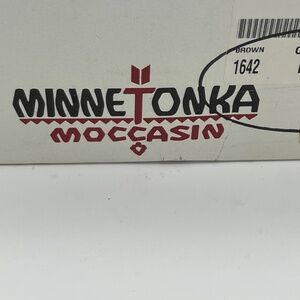 BROWN
1642
MINNETONKA
MOCCASIN